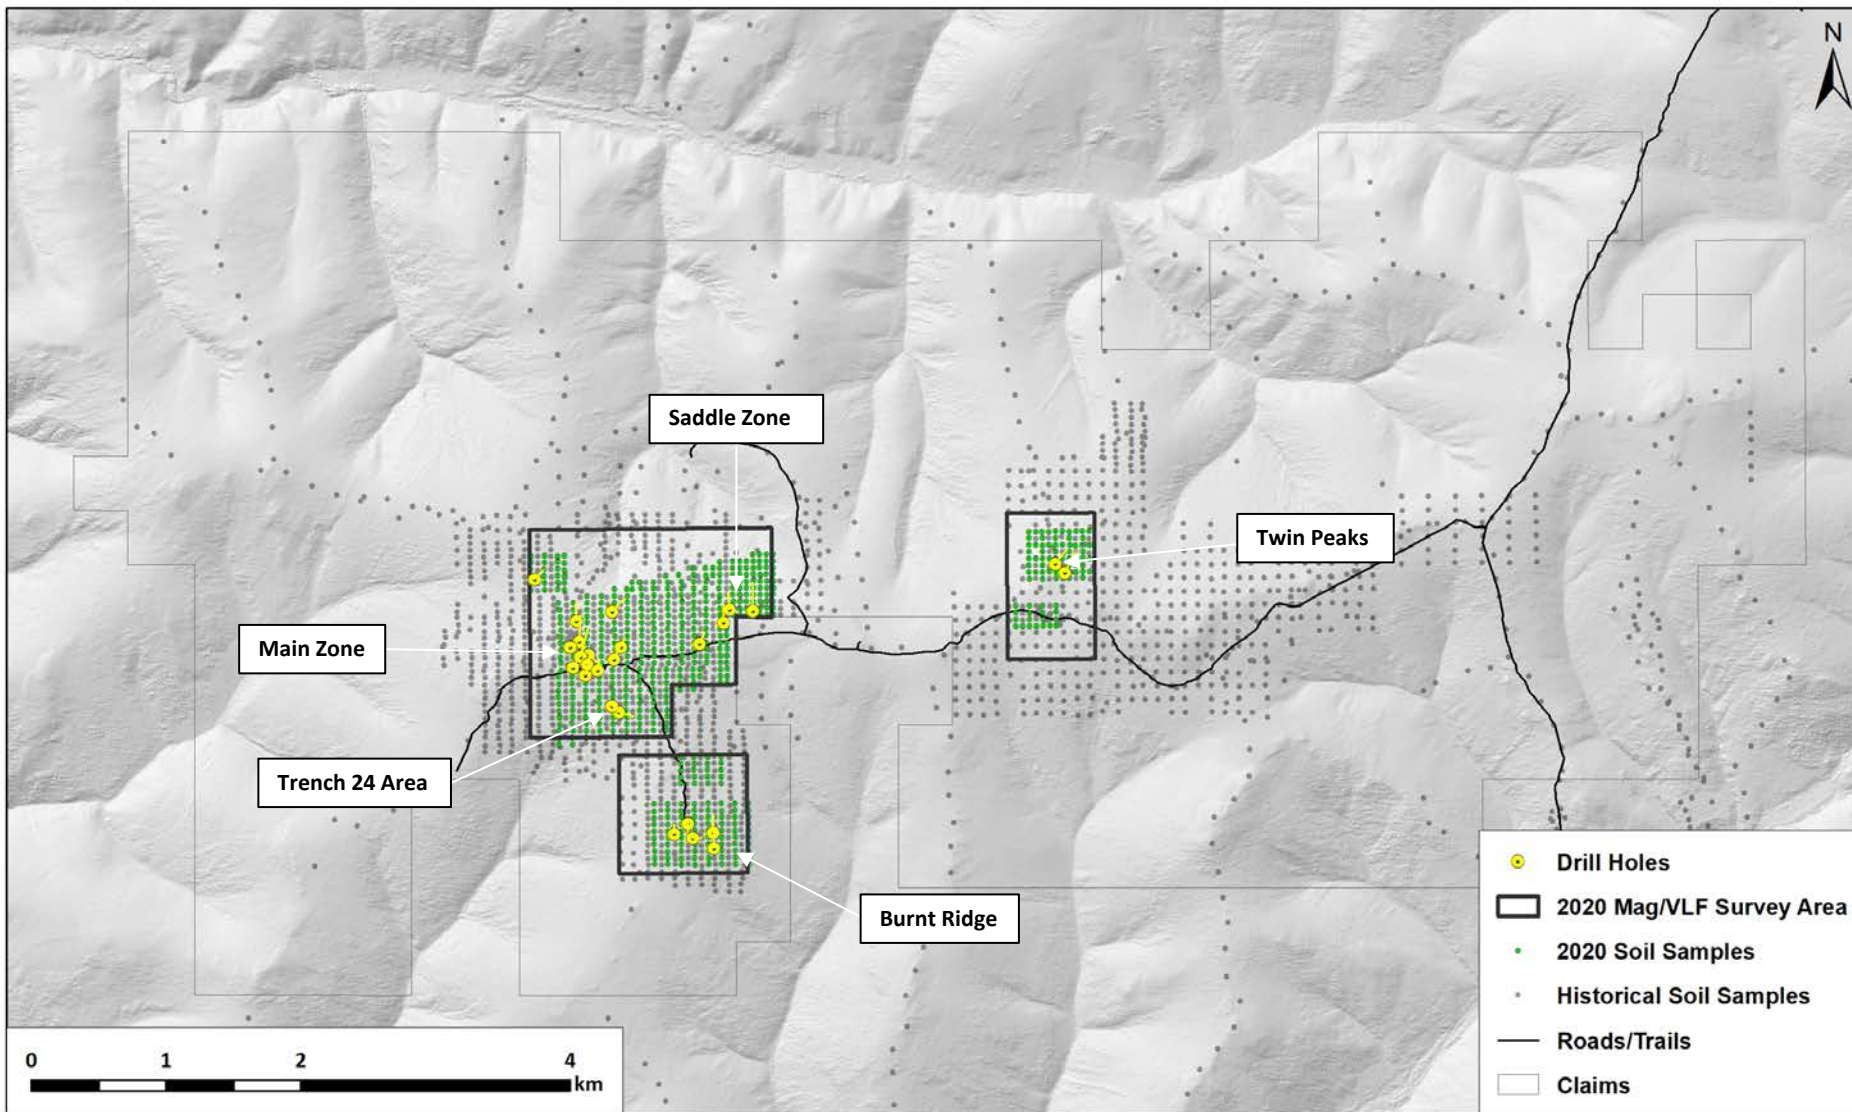 N
Saddle Zone
Twin Peaks
Main Zone
Trench 24 Area
Burnt Ridge
Drill Holes
2020 Mag/VLF Survey Area
2020 Soil Samples
Historical Soil Samples
Roads/Trails
Claims
0 1 2 4
km